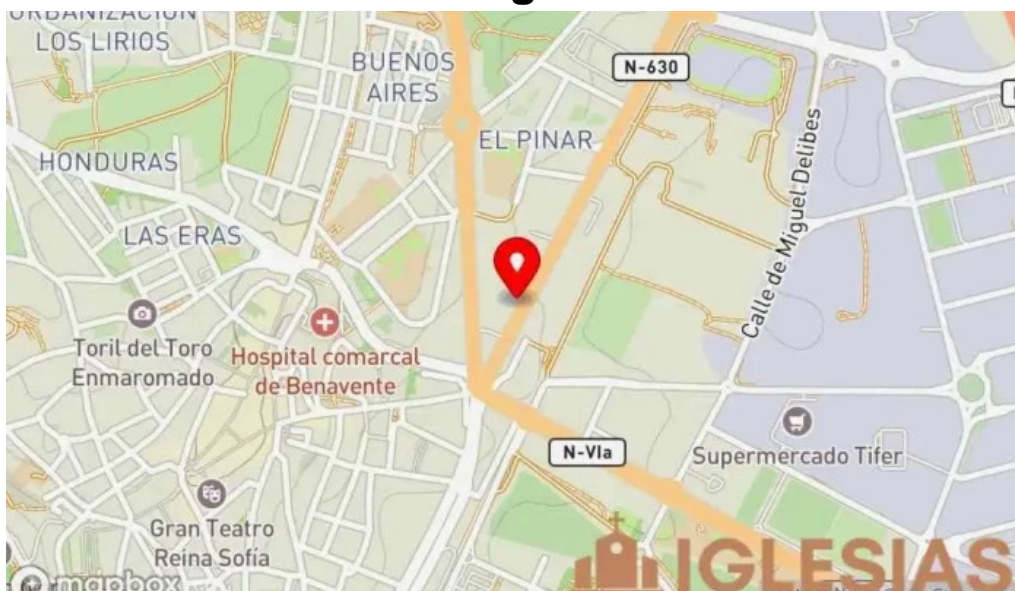 URBANIZACIÓN
LOS LIRIOS
BUENOS
AIRES
N-630
EL PINAR
HONDURAS
Calle de Miguel Delibes
LAS ERAS
Toril del Toro
Enmaromado
Hospital comarcal
de Benavente
N-VIa
Supermercado Tifer
Gran Teatro
Reina Sofía
mapbox
IGLESIAS